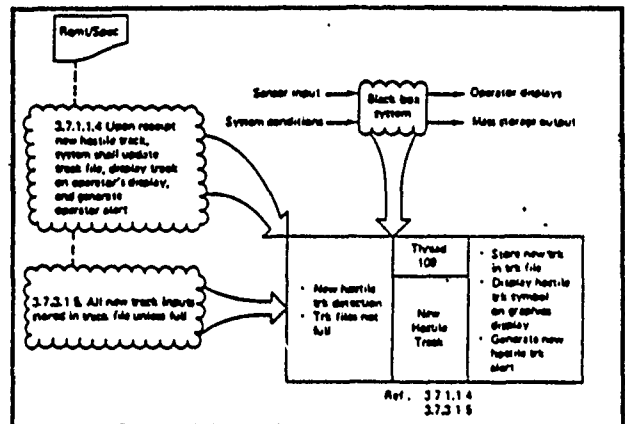 Rqmt/Spec
3.7.1.1.4 Upon receipt
new hostile track,
system shall update
track file, display track
on operator's display,
and generate
operator alert
3.7.3.1 5. All new track inputs
stored in track file unless full
Sensor input
System conditions
Black box
system
Operator displays
Mass storage output
• New hostile
trk detection
• Trk files not
full
Thread
109
New
Hostile
Track
• Store new trk
in trk file
• Display hostile
trk symbol
on graphics
display
• Generate new
hostile trk
alert
Ref. 3.7.1.1 4
3.7.3 1 5